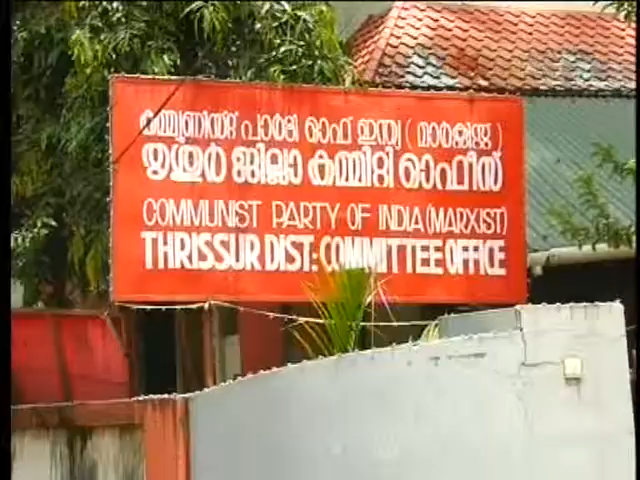 കമ്മ്യൂണിസ്റ്റ് പാർട്ടി ഓഫ് ഇന്ത്യ (മാർക്സിസ്റ്റ്)
തൃശൂർ ജില്ലാ കമ്മിറ്റി ഓഫീസ്
COMMUNIST PARTY OF INDIA (MARXIST)
THRISSUR DIST: COMMITTEE OFFICE